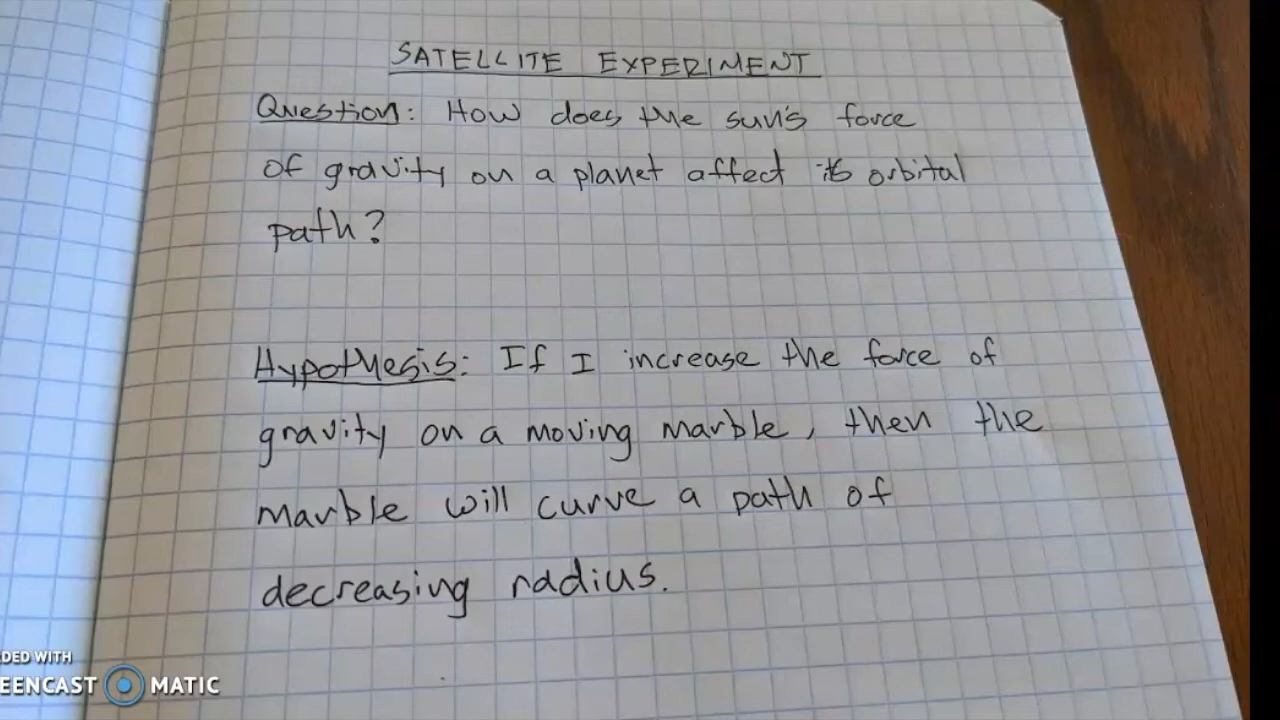 SATELLITE EXPERIMENT
Question: How does the sun's force
of gravity on a planet affect its orbital
path?
Hypothesis: If I increase the force of
gravity on a moving marble, then the
marble will curve a path of
decreasing radius.
DED WITH
EENCAST MATIC